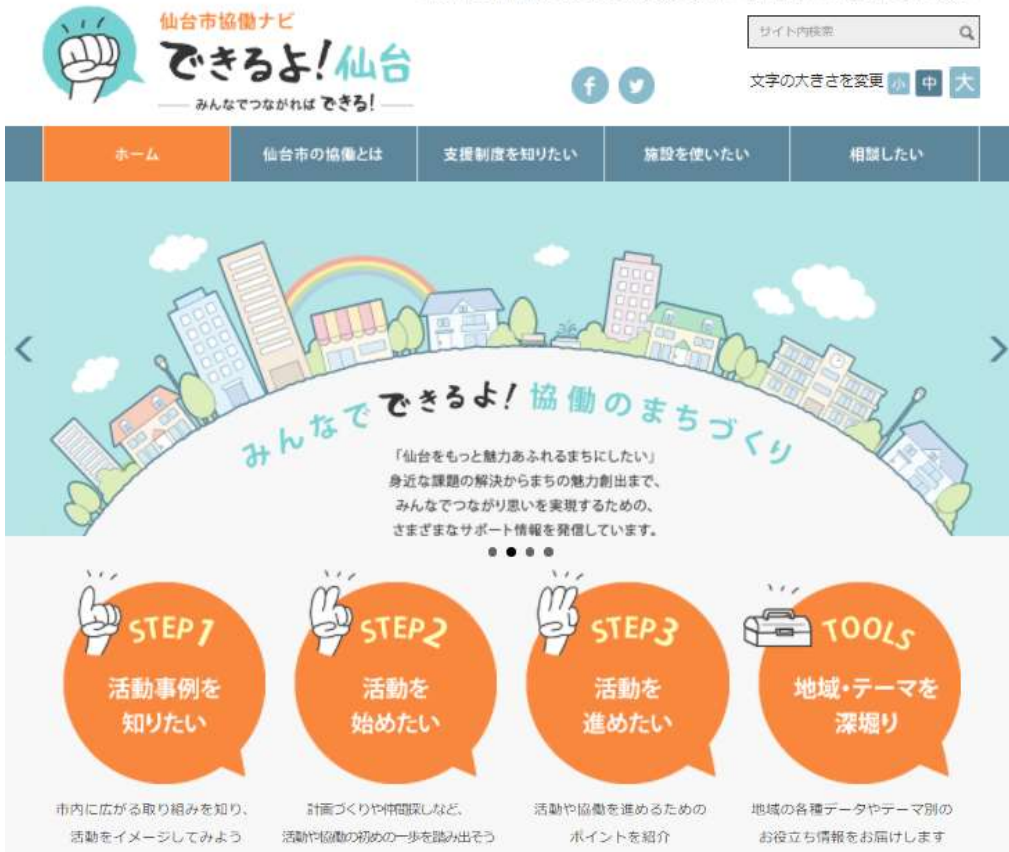 仙台市協働ナビ
できるよ!仙台
みんなでつながれば できる!
サイト内検索
文字の大きさを変更 小 中 大
ホーム
仙台市の協働とは
支援制度を知りたい
施設を使いたい
相談したい
みんなで できるよ! 協働のまちづくり
「仙台をもっと魅力あふれるまちにしたい」
身近な課題の解決からまちの魅力創出まで、
みんなでつながり思いを実現するための、
さまざまなサポート情報を発信しています。
STEP1
活動事例を
知りたい
市内に広がる取り組みを知り、
活動をイメージしてみよう
STEP2
活動を
始めたい
計画づくりや仲間探しなど、
活動や協働の初めの一歩を踏み出そう
STEP3
活動を
進めたい
活動や協働を進めるための
ポイントを紹介
TOOLS
地域・テーマを
深堀り
地域の各種データやテーマ別の
お役立ち情報をお届けします